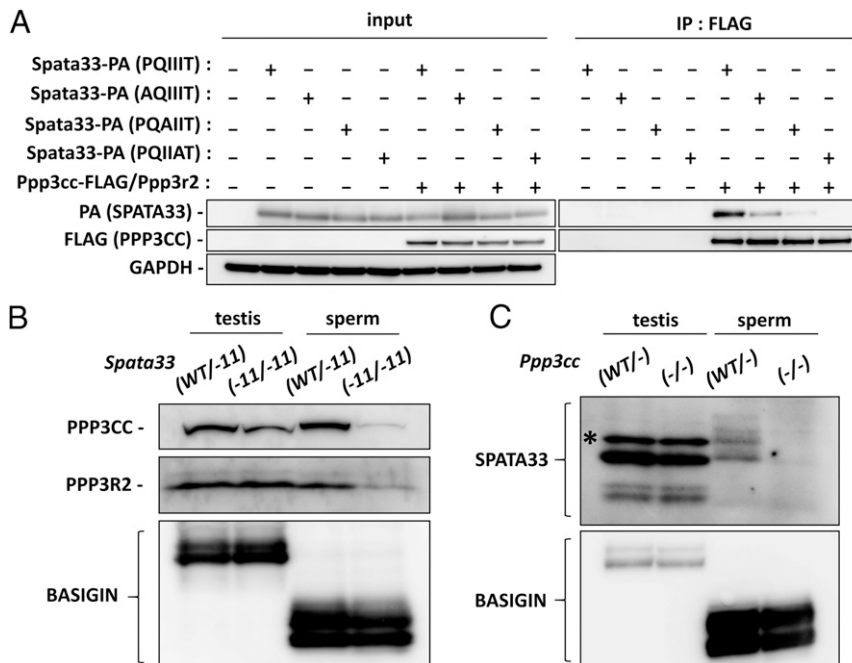 A
input IP : FLAG
Spata33-PA (PQIIIT) : – + – – – + – – – + – – – + – – –
Spata33-PA (AQIIIT) : – – + – – – + – – – + – – – + – –
Spata33-PA (PQAIIT) : – – – + – – – + – – – + – – – + –
Spata33-PA (PQIIAT) : – – – – + – – – + – – – + – – – +
Ppp3cc-FLAG/Ppp3r2 : – – – – – + + + + – – – – + + + +
PA (SPATA33) -
FLAG (PPP3CC) -
GAPDH -
B
testis sperm
Spata33 (WT/-11) (-11/-11) (WT/-11) (-11/-11)
PPP3CC -
PPP3R2 -
BASIGIN
C
testis sperm
Ppp3cc (WT/-) (-/-) (WT/-) (-/-)
*
SPATA33
BASIGIN